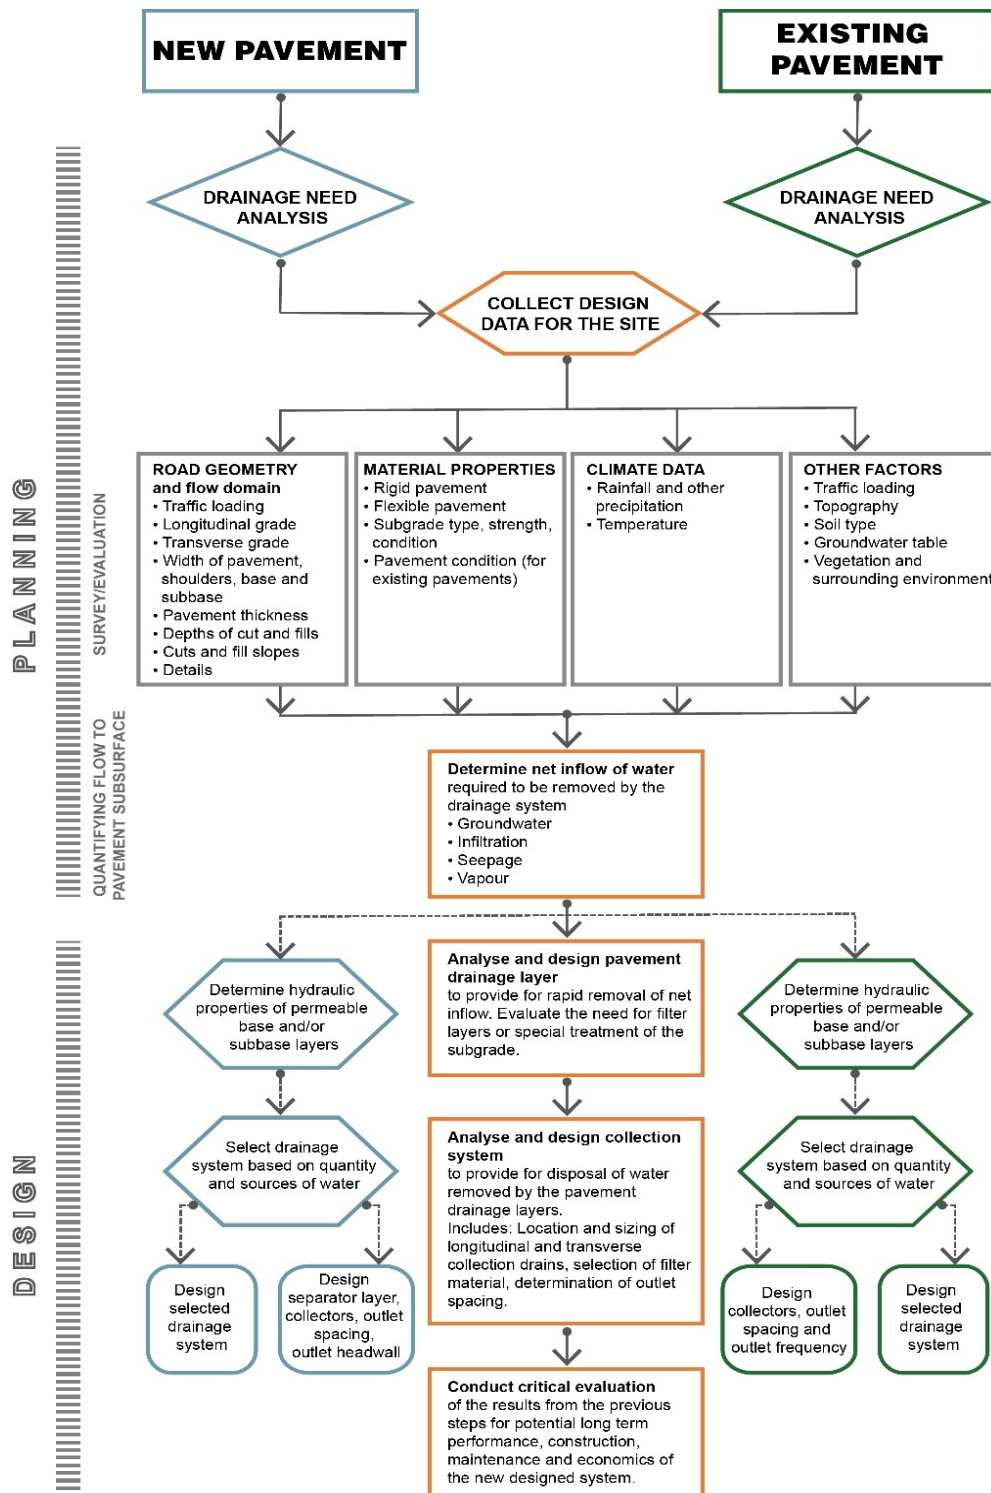 NEW PAVEMENT
EXISTING
PAVEMENT
DRAINAGE NEED
ANALYSIS
DRAINAGE NEED
ANALYSIS
COLLECT DESIGN
DATA FOR THE SITE
PLANNING
SURVEY/EVALUATION
ROAD GEOMETRY
and flow domain
• Traffic loading
• Longitudinal grade
• Transverse grade
• Width of pavement,
shoulders, base and
subbase
• Pavement thickness
• Depths of cut and fills
• Cuts and fill slopes
• Details
MATERIAL PROPERTIES
• Rigid pavement
• Flexible pavement
• Subgrade type, strength,
condition
• Pavement condition (for
existing pavements)
CLIMATE DATA
• Rainfall and other
precipitation
• Temperature
OTHER FACTORS
• Traffic loading
• Topography
• Soil type
• Groundwater table
• Vegetation and
surrounding environment
QUANTIFYING FLOW TO
PAVEMENT SUBSURFACE
Determine net inflow of water
required to be removed by the
drainage system
• Groundwater
• Infiltration
• Seepage
• Vapour
DESIGN
Determine hydraulic
properties of permeable
base and/or
subbase layers
Analyse and design pavement
drainage layer
to provide for rapid removal of net
inflow. Evaluate the need for filter
layers or special treatment of the
subgrade.
Determine hydraulic
properties of permeable
base and/or
subbase layers
Select drainage
system based on quantity
and sources of water
Analyse and design collection
system
to provide for disposal of water
removed by the pavement
drainage layers.
Includes: Location and sizing of
longitudinal and transverse
collection drains, selection of filter
material, determination of outlet
spacing.
Select drainage
system based on quantity
and sources of water
Design
selected
drainage
system
Design
separator layer,
collectors, outlet
spacing,
outlet headwall
Design
collectors, outlet
spacing and
outlet frequency
Design
selected
drainage
system
Conduct critical evaluation
of the results from the previous
steps for potential long term
performance, construction,
maintenance and economics of
the new designed system.